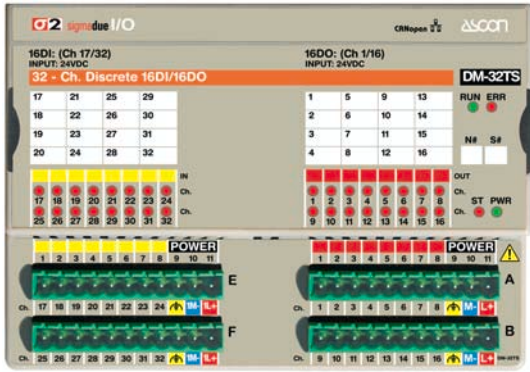 σ2 sigmadue I/O
CANopen
ASCON
16DI: (Ch 17/32)
INPUT: 24VDC
16DO: (Ch 1/16)
INPUT: 24VDC
32 - Ch. Discrete 16DI/16DO
DM-32TS
17 21 25 29
18 22 26 30
19 23 27 31
20 24 28 32
1 5 9 13
2 6 10 14
3 7 11 15
4 8 12 16
RUN ERR
N# S#
IN
OUT
Ch.
17 18 19 20 21 22 23 24
Ch.
25 26 27 28 29 30 31 32
Ch.
1 2 3 4 5 6 7 8
Ch.
9 10 11 12 13 14 15 16
ST PWR
POWER
1 2 3 4 5 6 7 8 9 10 11
POWER
1 2 3 4 5 6 7 8 9 10 11
E
A
Ch. 17 18 19 20 21 22 23 24 1M- 1L+
Ch. 1 2 3 4 5 6 7 8 M- L+
F
B
Ch. 25 26 27 28 29 30 31 32 1M- 1L+
Ch. 9 10 11 12 13 14 15 16 M- L+
DM-32TS